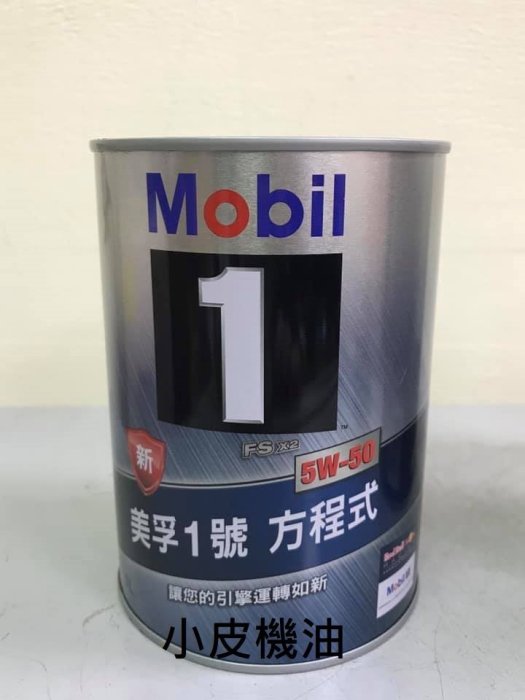 Mobil
1
FS X2
5W-50
新
美孚1號 方程式
讓您的引擎運轉如新
Mobil
小皮機油